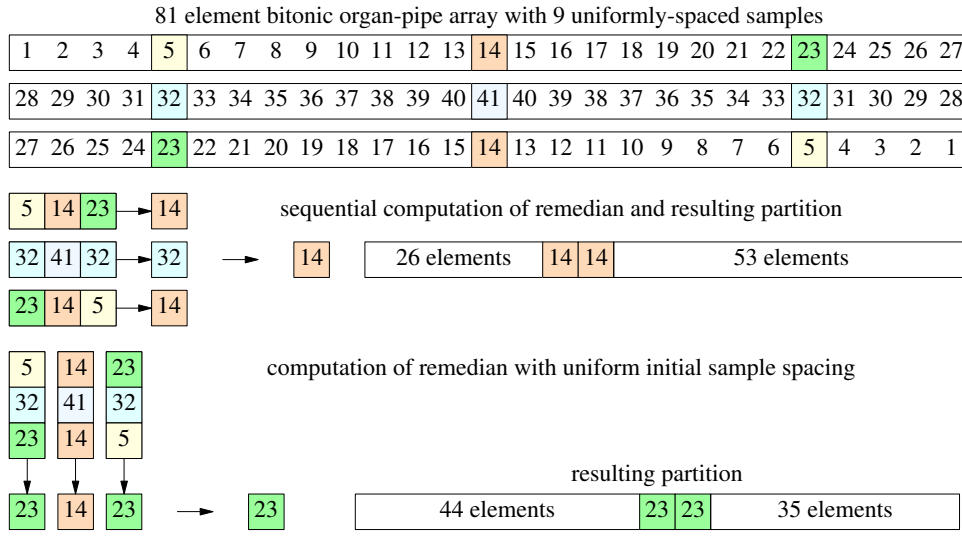 81 element bitonic organ-pipe array with 9 uniformly-spaced samples
1 2 3 4 5 6 7 8 9 10 11 12 13 14 15 16 17 18 19 20 21 22 23 24 25 26 27
28 29 30 31 32 33 34 35 36 37 38 39 40 41 40 39 38 37 36 35 34 33 32 31 30 29 28
27 26 25 24 23 22 21 20 19 18 17 16 15 14 13 12 11 10 9 8 7 6 5 4 3 2 1
5 14 23 14
sequential computation of remedian and resulting partition
32 41 32 32 14 26 elements 14 14 53 elements
23 14 5 14
5 14 23
computation of remedian with uniform initial sample spacing
32 41 32
23 14 5
resulting partition
23 14 23 23 44 elements 23 23 35 elements